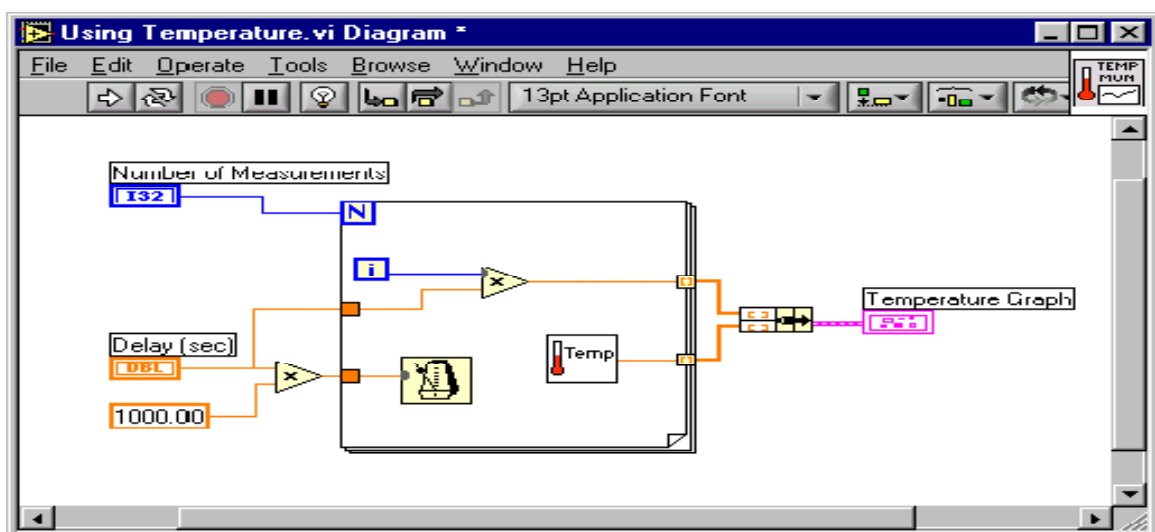 Using Temperature.vi Diagram *
File Edit Operate Tools Browse Window Help
TEMP
MUN
13pt Application Font
Number of Measurements
I32
N
i
×
Temperature Graph
Delay (sec)
Temp
DBL
×
1000.00